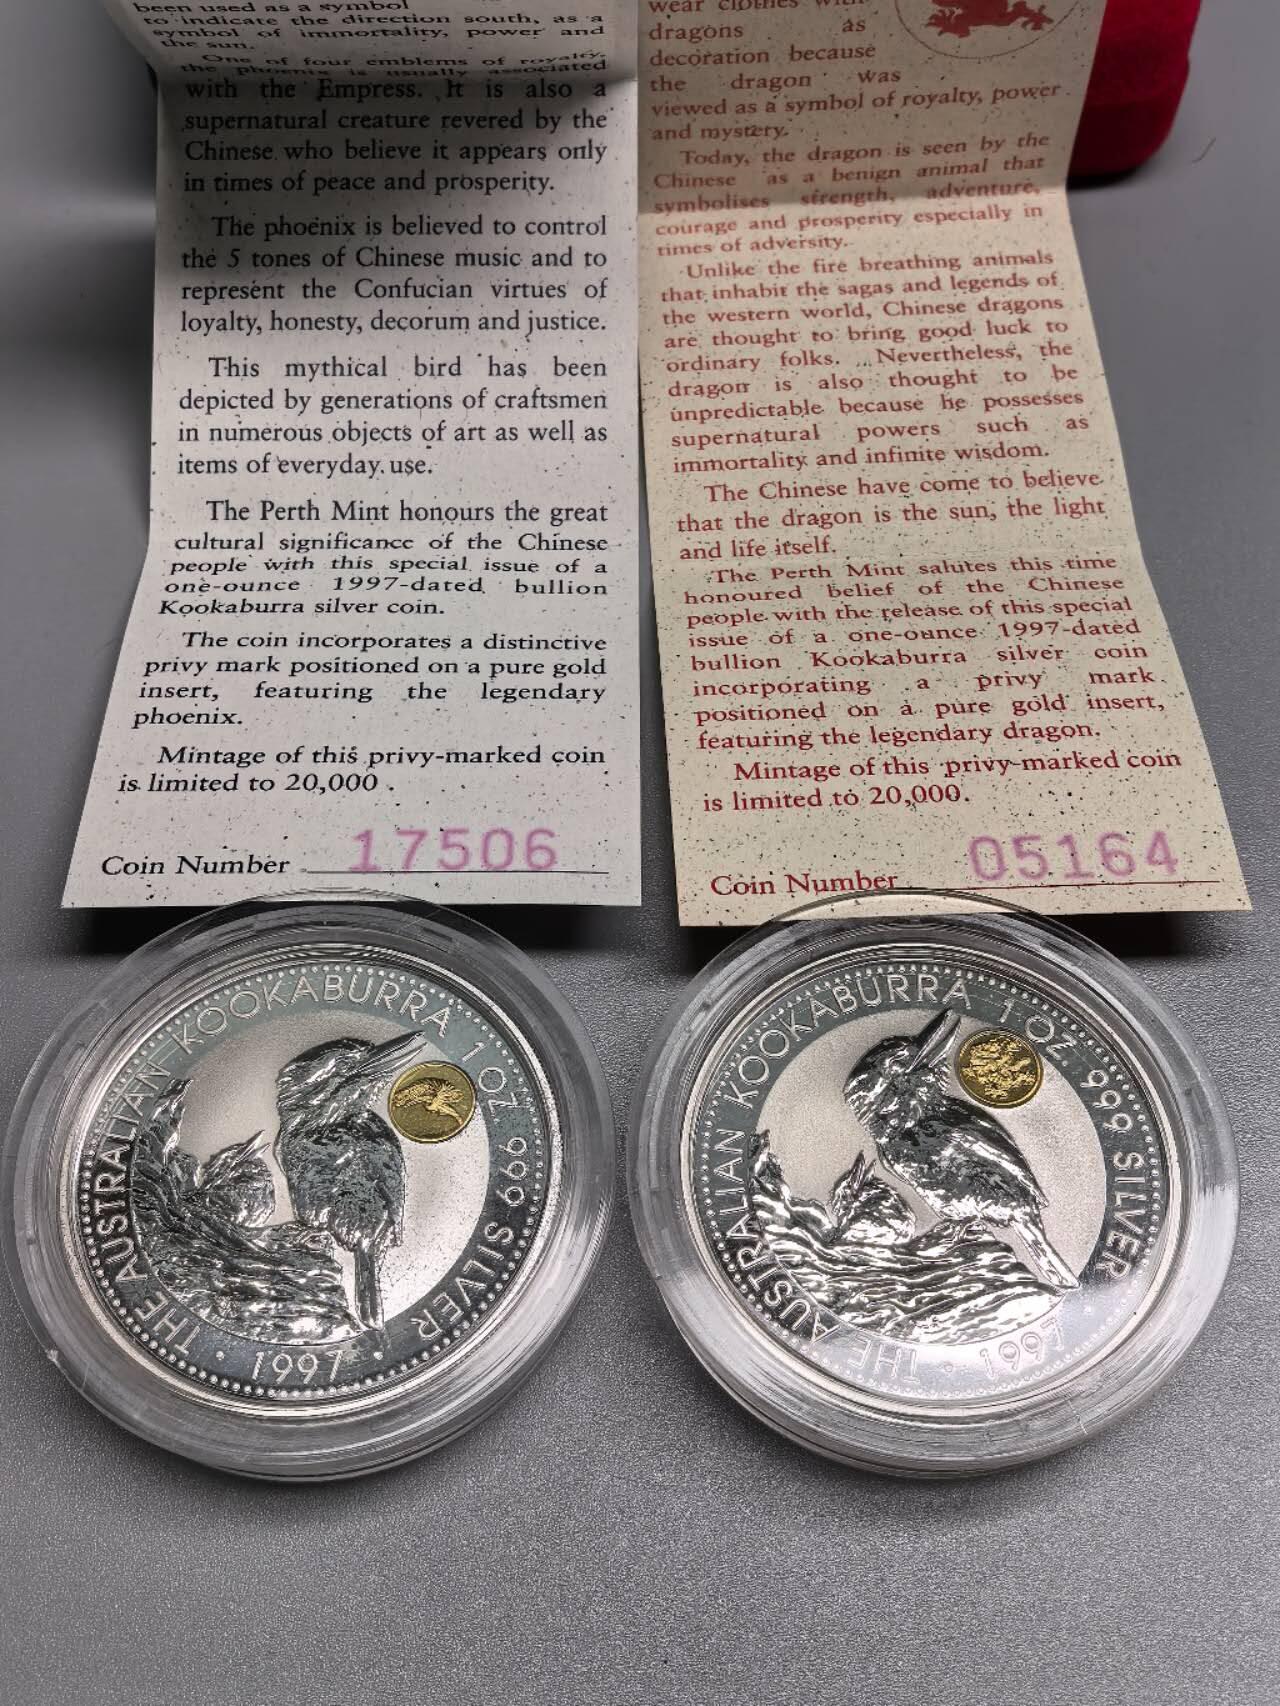 been used as a symbol
to indicate the direction south, as a
symbol of immortality, power and
the sun.
One of four emblems of royalty,
the phoenix is usually associated
with the Empress. It is also a
supernatural creature revered by the
Chinese who believe it appears only
in times of peace and prosperity.
The phoenix is believed to control
the 5 tones of Chinese music and to
represent the Confucian virtues of
loyalty, honesty, decorum and justice.
This mythical bird has been
depicted by generations of craftsmen
in numerous objects of art as well as
items of everyday use.
The Perth Mint honours the great
cultural significance of the Chinese
people with this special issue of a
one-ounce 1997-dated bullion
Kookaburra silver coin.
The coin incorporates a distinctive
privy mark positioned on a pure gold
insert, featuring the legendary
phoenix.
Mintage of this privy-marked coin
is limited to 20,000.
Coin Number 17506
wear clothes with
dragons as
decoration because
the dragon was
viewed as a symbol of royalty, power
and mystery.
Today, the dragon is seen by the
Chinese as a benign animal that
symbolises strength, adventure,
courage and prosperity especially in
times of adversity.
Unlike the fire breathing animals
that inhabit the sagas and legends of
the western world, Chinese dragons
are thought to bring good luck to
ordinary folks. Nevertheless, the
dragon is also thought to be
unpredictable because he possesses
supernatural powers such as
immortality and infinite wisdom.
The Chinese have come to believe
that the dragon is the sun, the light
and life itself.
The Perth Mint salutes this time
honoured belief of the Chinese
people with the release of this special
issue of a one-ounce 1997-dated
bullion Kookaburra silver coin
incorporating a privy mark
positioned on a pure gold insert,
featuring the legendary dragon.
Mintage of this privy-marked coin
is limited to 20,000.
Coin Number 05164
THE AUSTRALIAN KOOKABURRA 1 OZ. 999 SILVER
· 1997 ·
THE AUSTRALIAN KOOKABURRA 1 OZ. 999 SILVER
· 1997